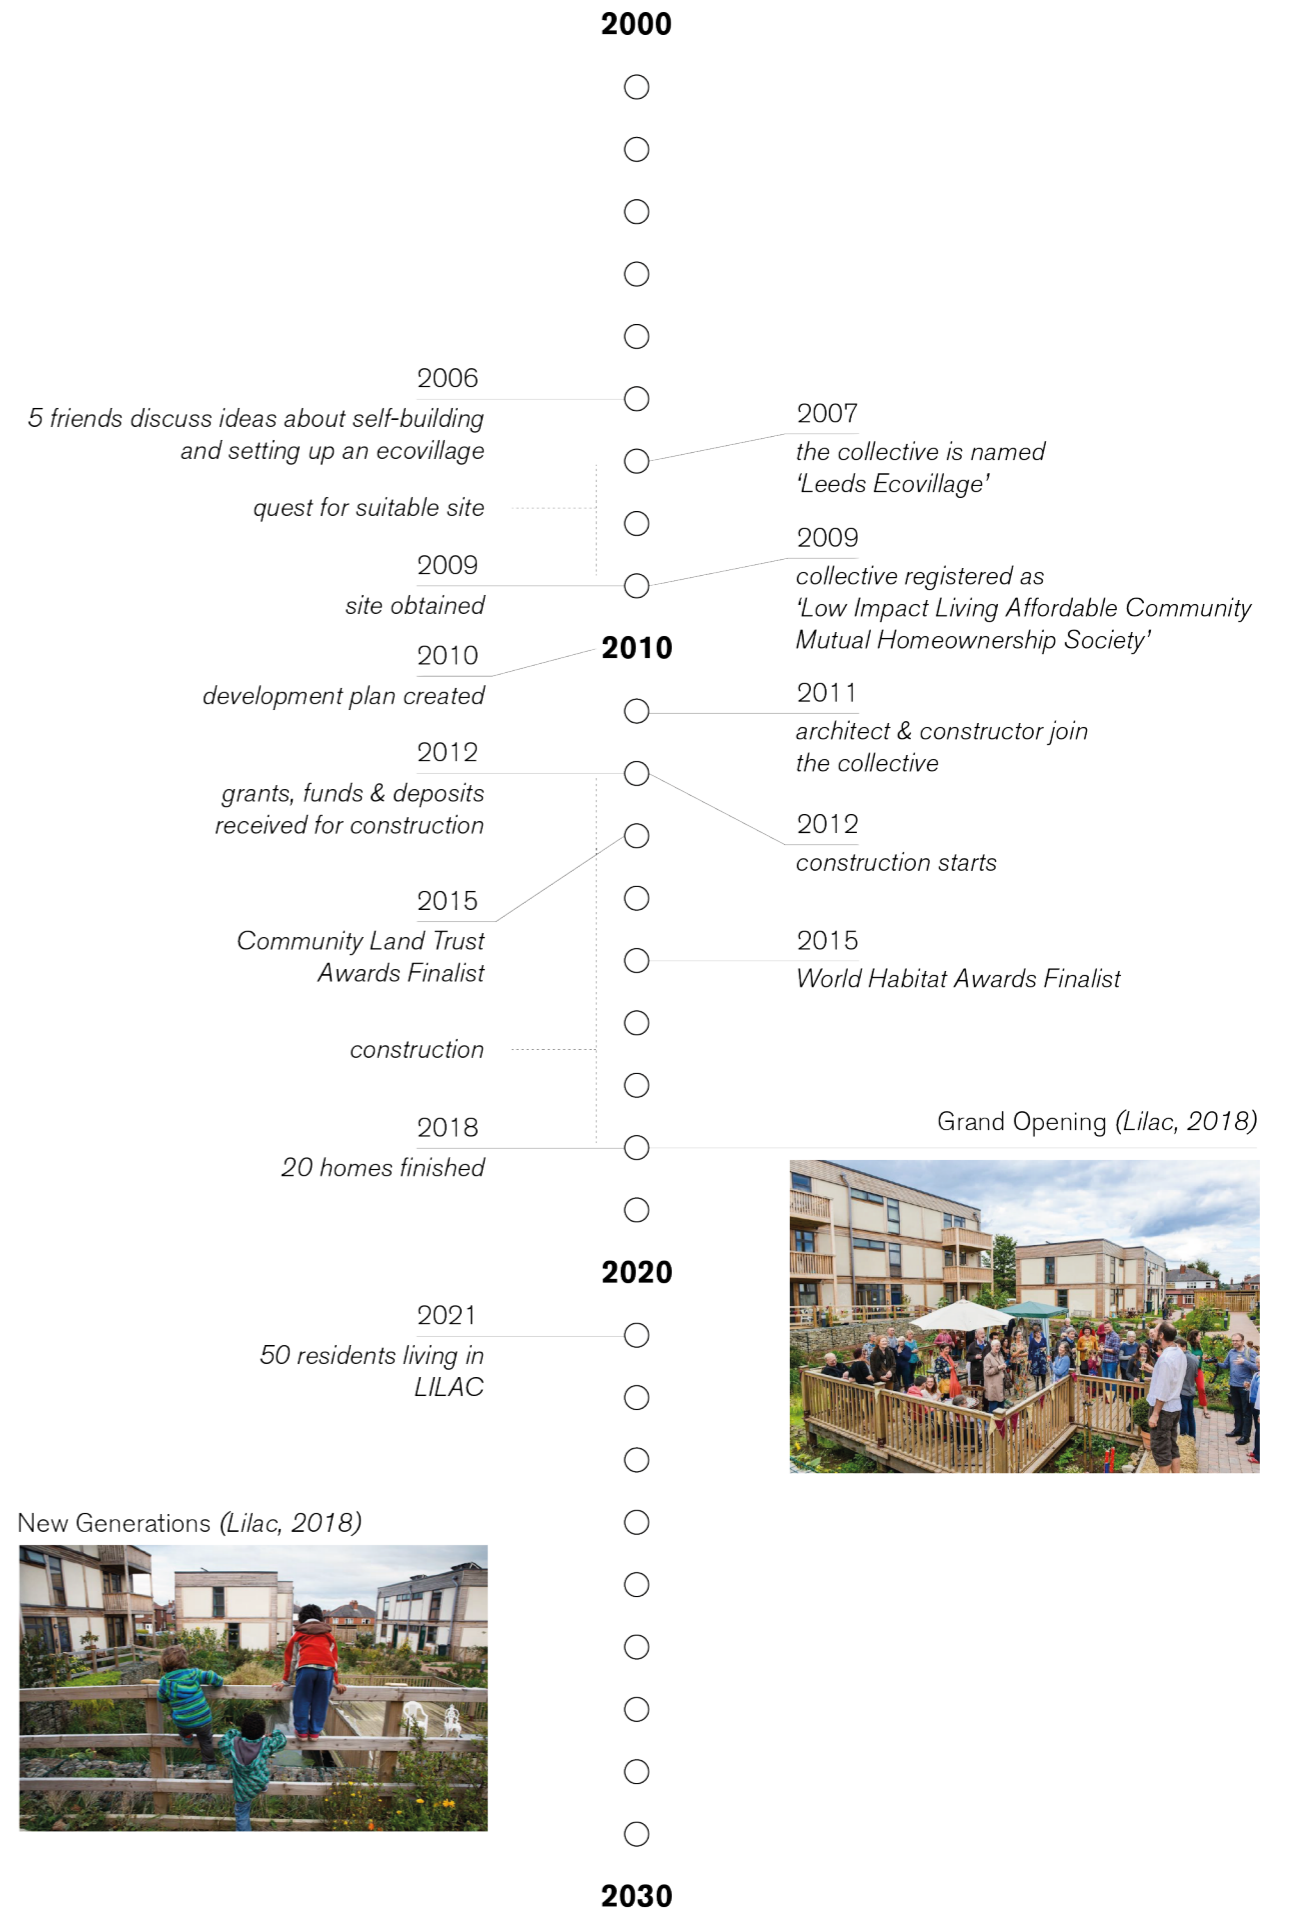 2000
2006
5 friends discuss ideas about self-building
and setting up an ecovillage
2007
the collective is named
‘Leeds Ecovillage’
quest for suitable site
2009
site obtained
2009
collective registered as
‘Low Impact Living Affordable Community
Mutual Homeownership Society’
2010
2010
development plan created
2011
architect & constructor join
the collective
2012
grants, funds & deposits
received for construction
2012
construction starts
2015
Community Land Trust
Awards Finalist
2015
World Habitat Awards Finalist
construction
2018
20 homes finished
Grand Opening (Lilac, 2018)
2020
2021
50 residents living in
LILAC
New Generations (Lilac, 2018)
2030